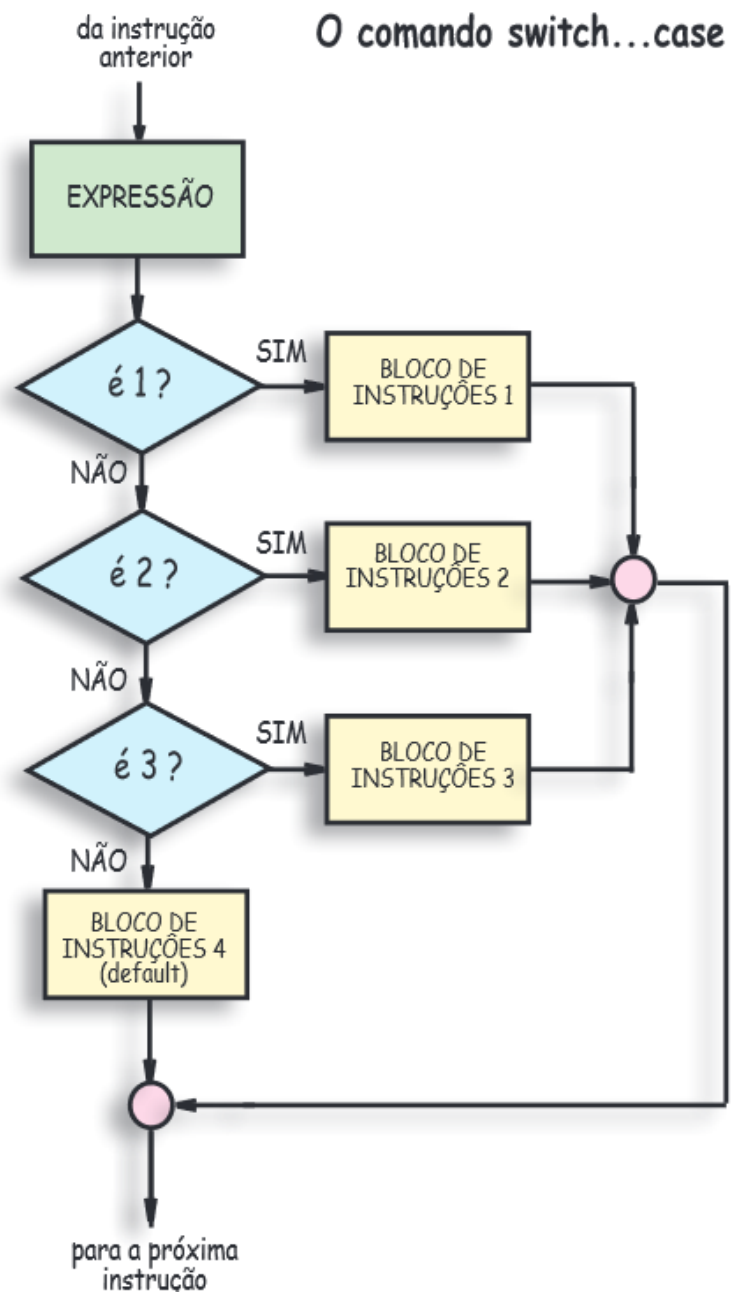 O comando switch...case
da instrução
anterior
EXPRESSÃO
é 1 ?
SIM
BLOCO DE
INSTRUÇÕES 1
NÃO
é 2 ?
SIM
BLOCO DE
INSTRUÇÕES 2
NÃO
é 3 ?
SIM
BLOCO DE
INSTRUÇÕES 3
NÃO
BLOCO DE
INSTRUÇÕES 4
(default)
para a próxima
instrução